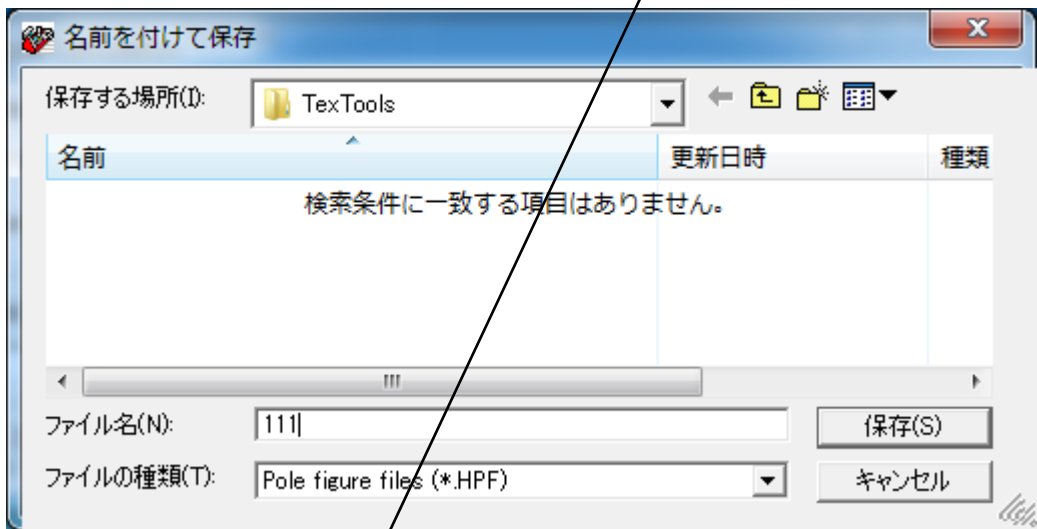 名前を付けて保存
保存する場所(I):
TexTools
名前
更新日時
種類
検索条件に一致する項目はありません。
ファイル名(N):
111
保存(S)
ファイルの種類(T):
Pole figure files (*.HPF)
キャンセル